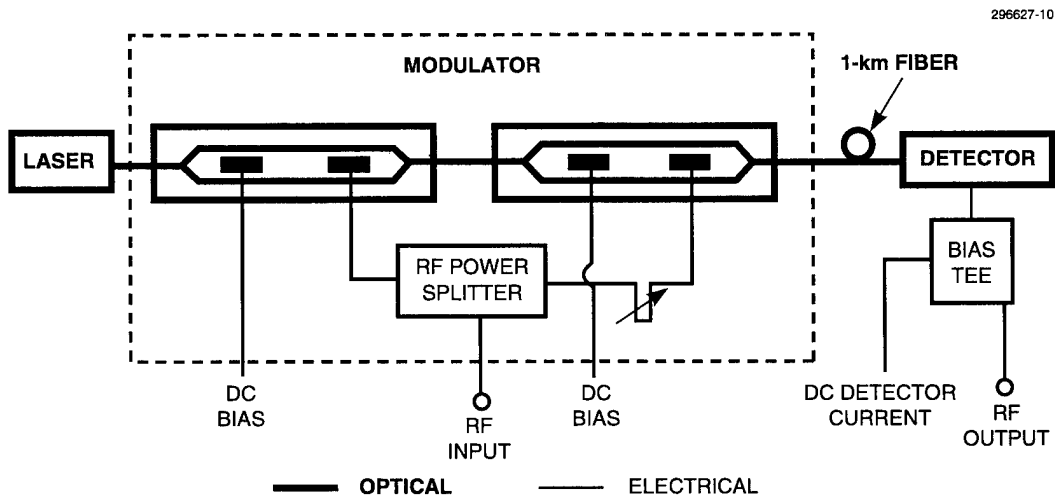 296627-10
MODULATOR
1-km FIBER
LASER
DETECTOR
RF POWER
SPLITTER
BIAS
TEE
DC
BIAS
RF
INPUT
DC
BIAS
DC DETECTOR
CURRENT
RF
OUTPUT
OPTICAL
ELECTRICAL